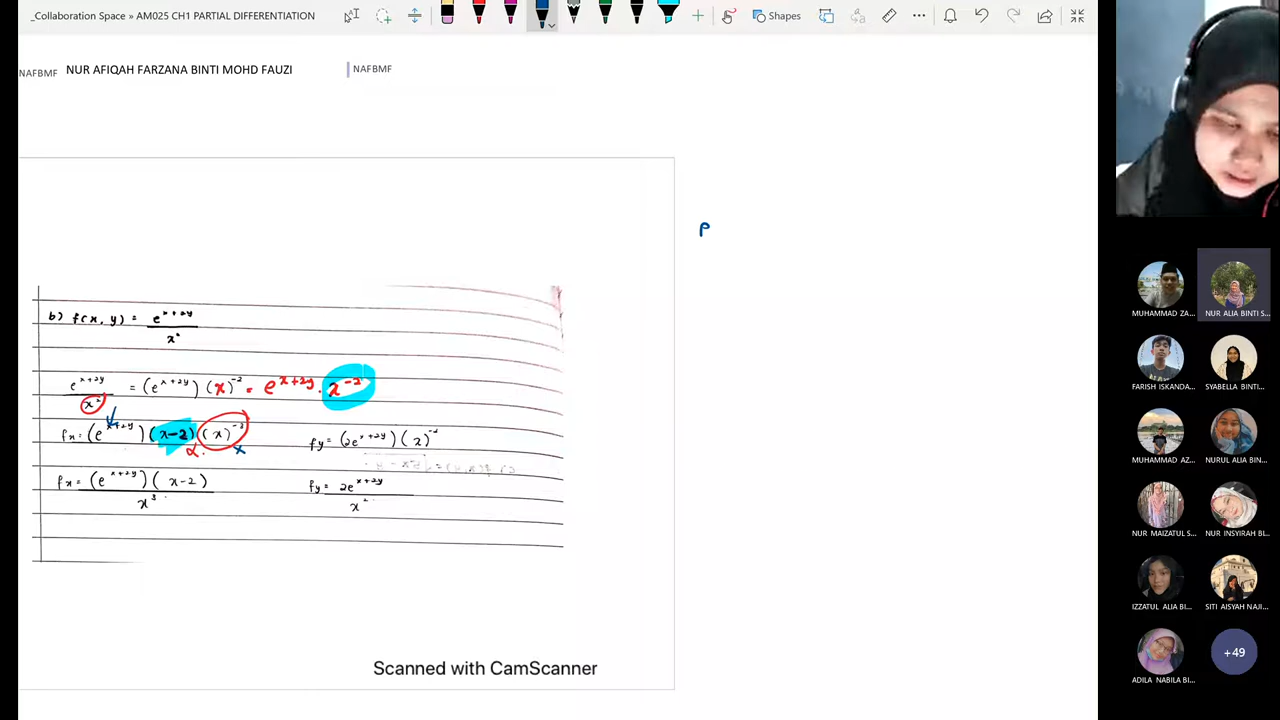 _Collaboration Space » AM025 CH1 PARTIAL DIFFERENTIATION
Shapes
NAFBMF NUR AFIQAH FARZANA BINTI MOHD FAUZI NAFBMF
e
b) f(x, y) = e^{x+2y} / x²
e^{x+2y} / x² = (e^{x+2y}) (x)^{-2} = e^{x+2y} · x^{-2}
fx = (e^{x+2y}) (x-2) (x)^{-3} fy = (2e^{x+2y}) (x)^{-2}
fx = (e^{x+2y}) (x-2) / x³ fy = 2e^{x+2y} / x²
Scanned with CamScanner
MUHAMMAD ZA... NUR ALIA BINTI S...
FARISH ISKANDA... SYABELLA BINTI...
MUHAMMAD AZ... NURUL ALIA BIN...
NUR MAIZATUL S... NUR INSYIRAH BI...
IZZATUL ALIA BI... SITI AISYAH NAJI...
ADILA NABILA BI... +49